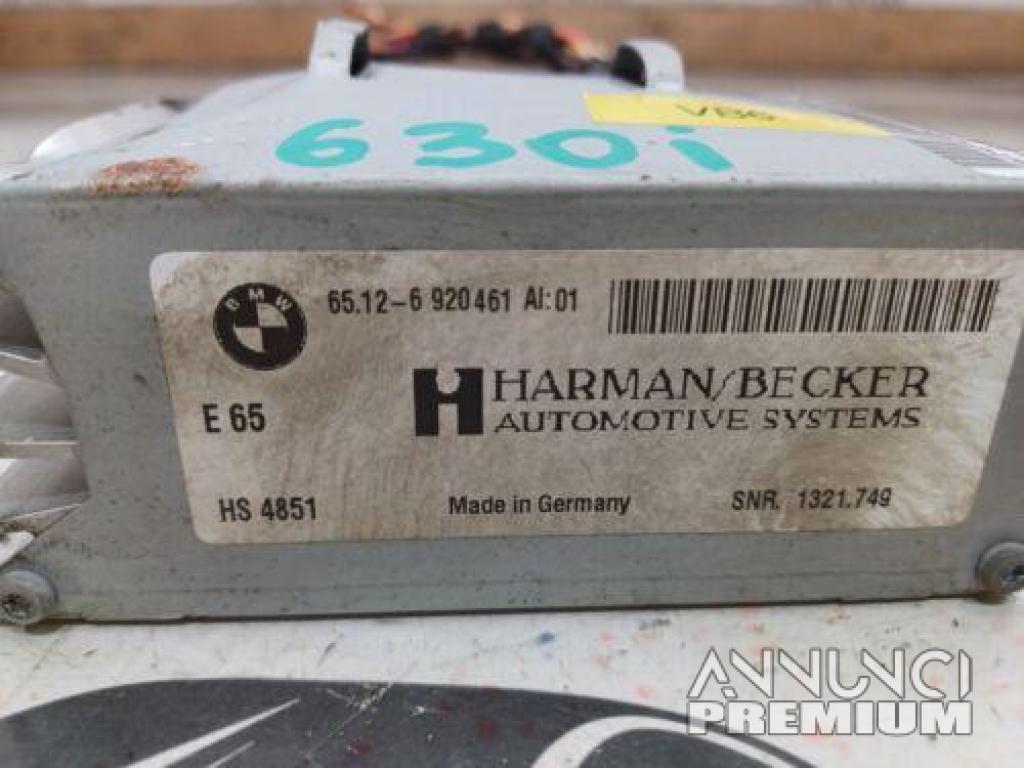 630i
VB6
BMW
65.12-6 920461 AI:01
HARMAN/BECKER
AUTOMOTIVE SYSTEMS
E 65
HS 4851
Made in Germany
SNR. 1321.749
ANNUNCI
PREMIUM